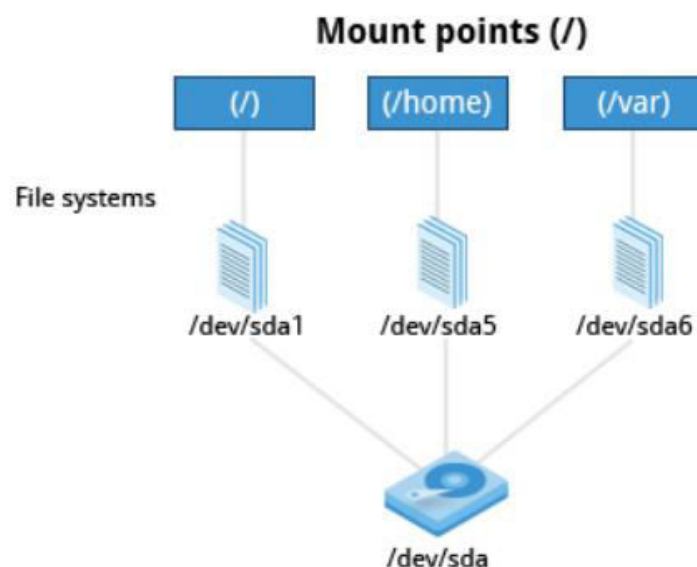 Mount points (/)
(/) (/home) (/var)
File systems
/dev/sda1 /dev/sda5 /dev/sda6
/dev/sda